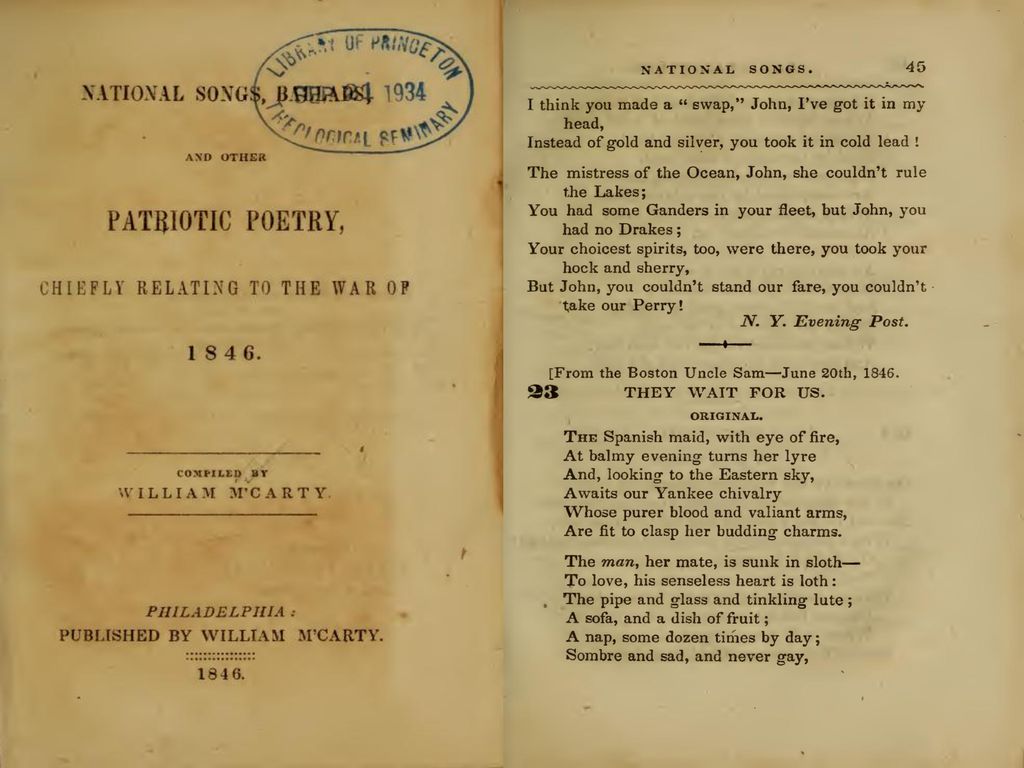 NATIONAL SONGS, BALLADS,
LIBRARY OF PRINCETON
1934
THEOLOGICAL SEMINARY
AND OTHER
PATRIOTIC POETRY,
CHIEFLY RELATING TO THE WAR OF
1846.
COMPILED BY
WILLIAM M'CARTY.
PHILADELPHIA:
PUBLISHED BY WILLIAM M'CARTY.
1846.
NATIONAL SONGS. 45
I think you made a “ swap,” John, I've got it in my
head,
Instead of gold and silver, you took it in cold lead !
The mistress of the Ocean, John, she couldn't rule
the Lakes;
You had some Ganders in your fleet, but John, you
had no Drakes;
Your choicest spirits, too, were there, you took your
hock and sherry,
But John, you couldn't stand our fare, you couldn't
take our Perry!
N. Y. Evening Post.
[From the Boston Uncle Sam—June 20th, 1846.
23 THEY WAIT FOR US.
ORIGINAL.
THE Spanish maid, with eye of fire,
At balmy evening turns her lyre
And, looking to the Eastern sky,
Awaits our Yankee chivalry
Whose purer blood and valiant arms,
Are fit to clasp her budding charms.
The man, her mate, is sunk in sloth—
To love, his senseless heart is loth:
The pipe and glass and tinkling lute;
A sofa, and a dish of fruit;
A nap, some dozen times by day;
Sombre and sad, and never gay,